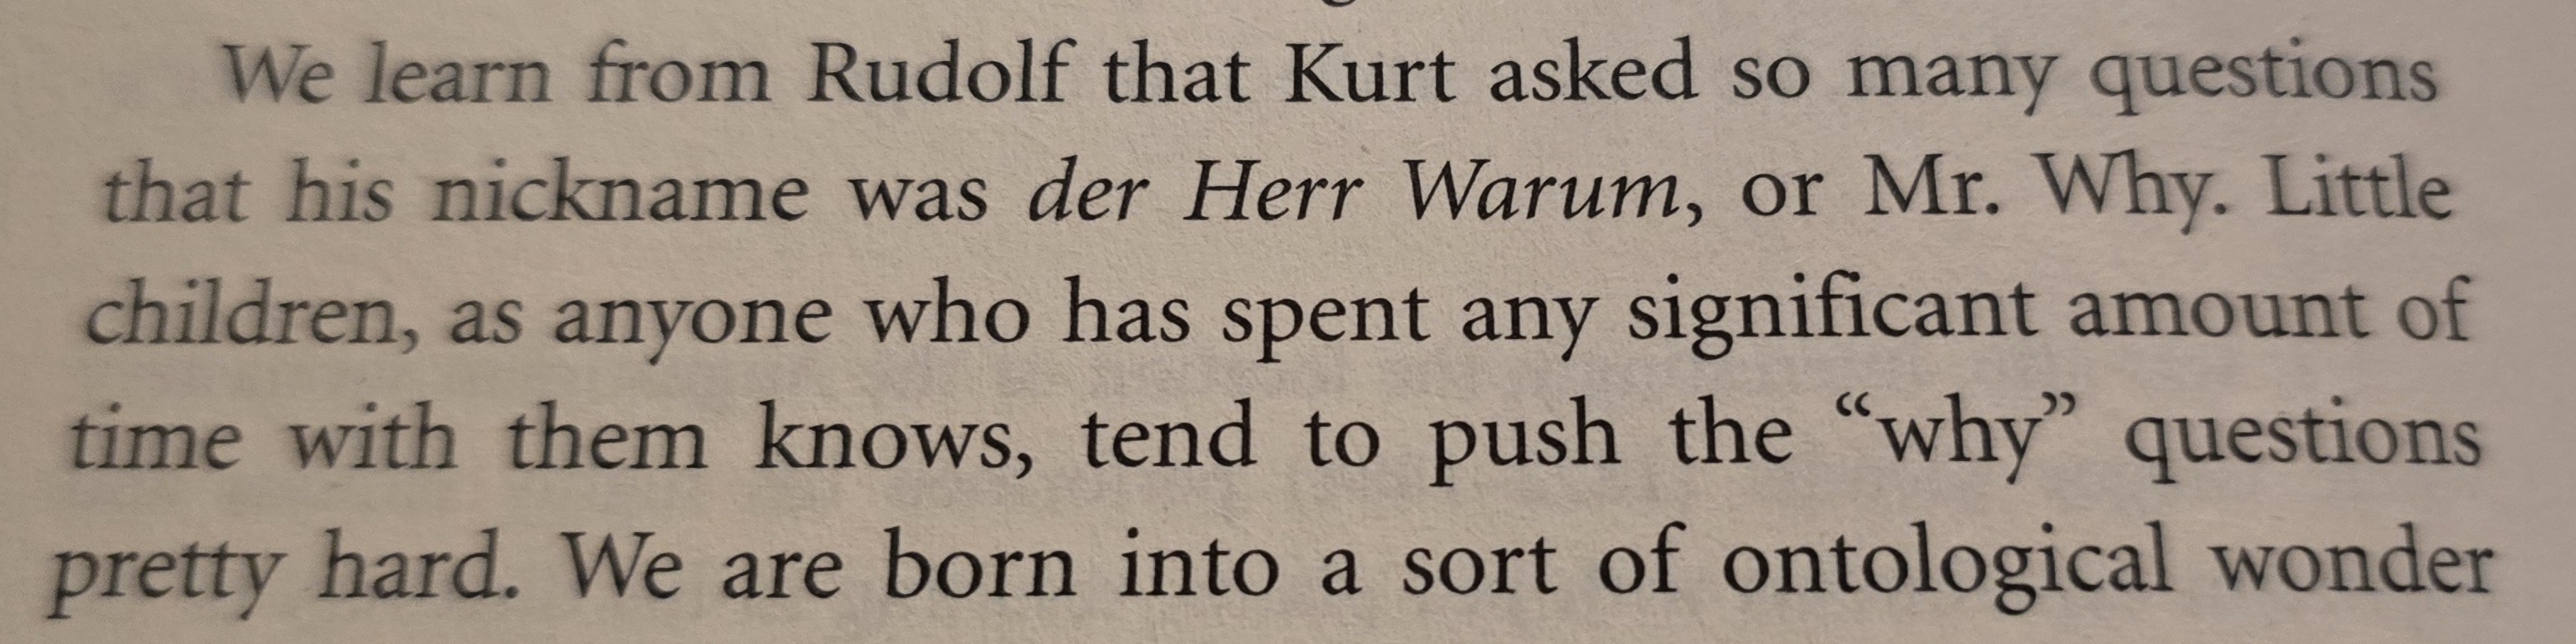 We learn from Rudolf that Kurt asked so many questions
that his nickname was der Herr Warum, or Mr. Why. Little
children, as anyone who has spent any significant amount of
time with them knows, tend to push the “why” questions
pretty hard. We are born into a sort of ontological wonder